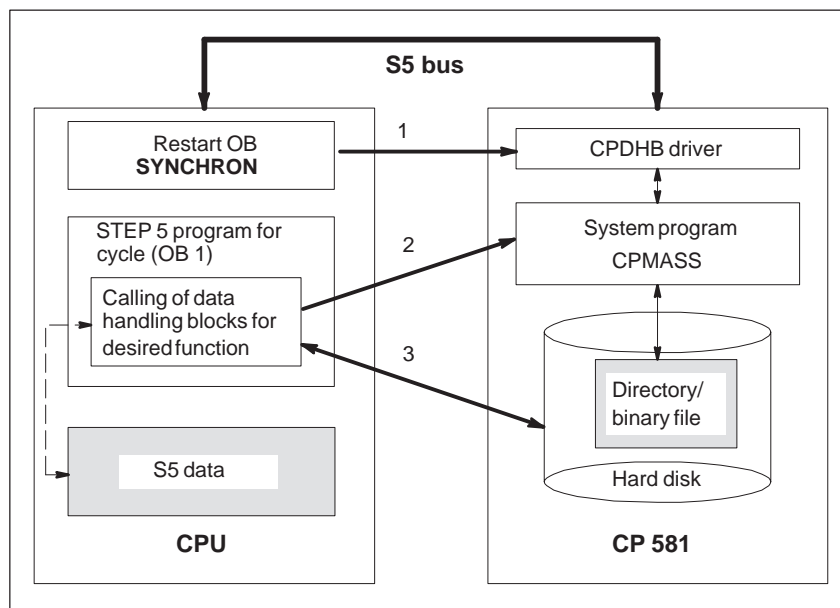 S5 bus
Restart OB
SYNCHRON
1
CPDHB driver
STEP 5 program for
cycle (OB 1)
2
System program
CPMASS
Calling of data
handling blocks for
desired function
3
Directory/
binary file
S5 data
Hard disk
CPU
CP 581